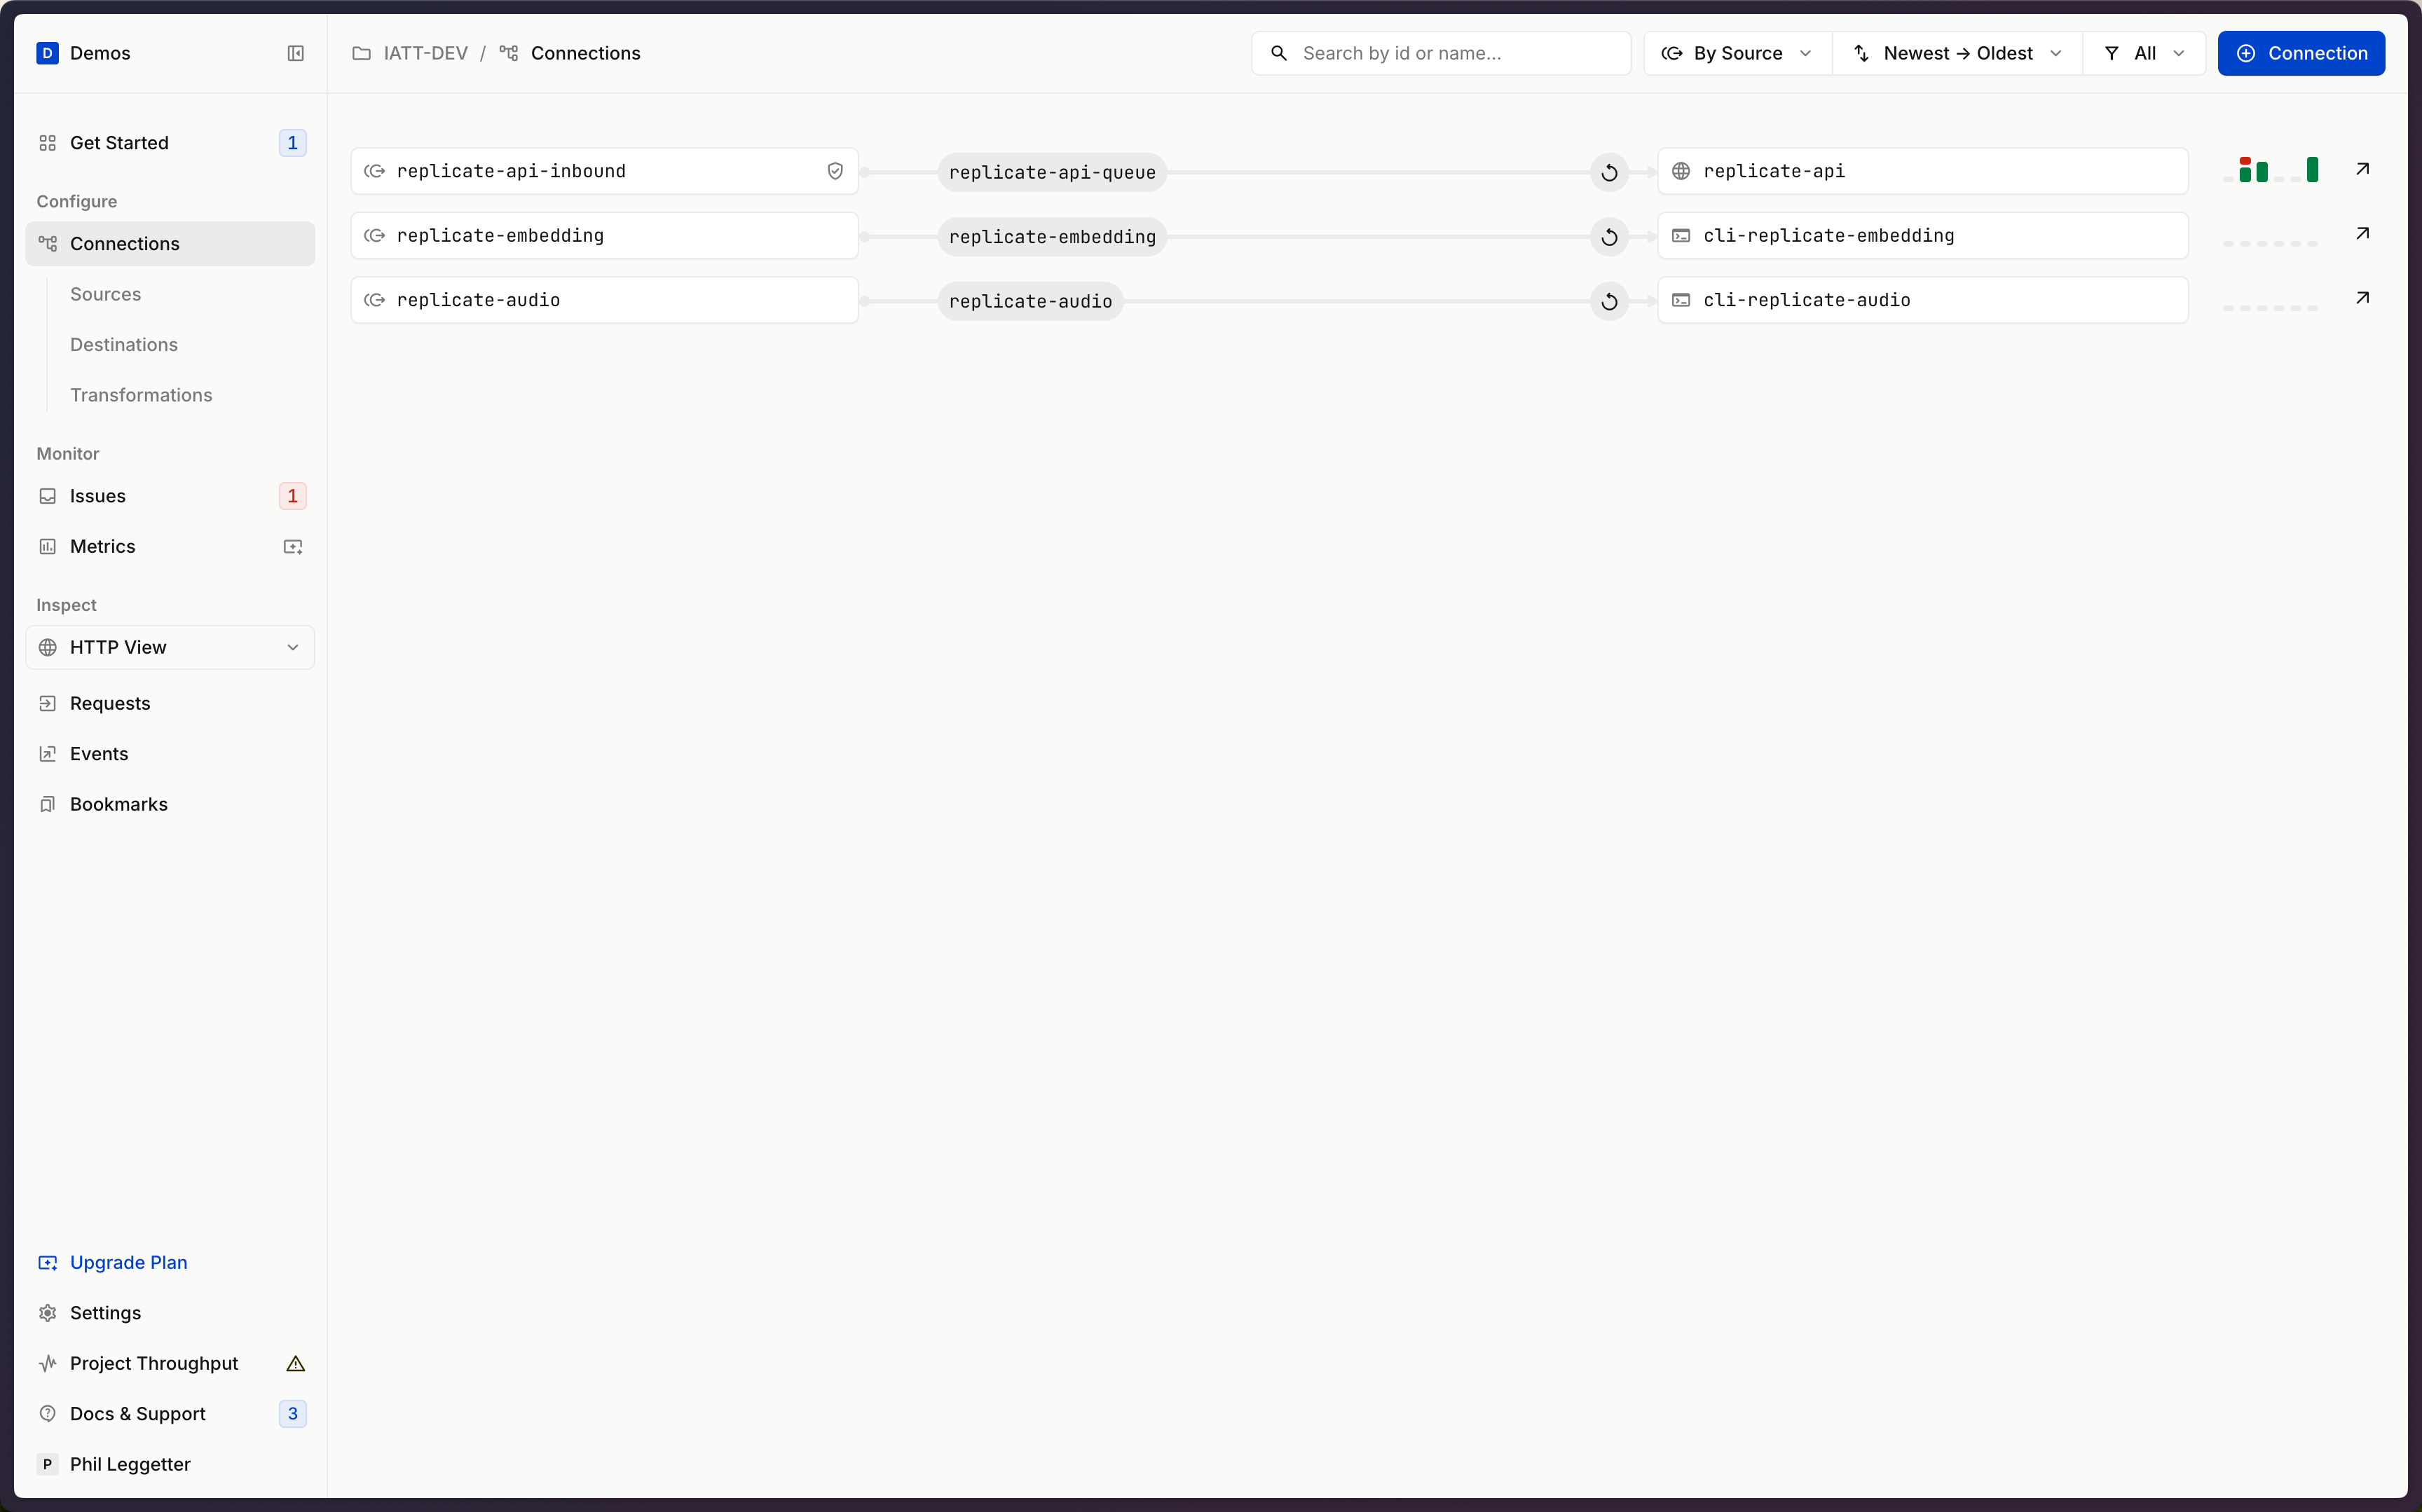 D Demos
IATT-DEV / Connections
Search by id or name...
By Source
Newest → Oldest
All
Connection
Get Started 1
Configure
Connections
Sources
Destinations
Transformations
Monitor
Issues 1
Metrics
Inspect
HTTP View
Requests
Events
Bookmarks
Upgrade Plan
Settings
Project Throughput
Docs & Support 3
P Phil Leggetter
replicate-api-inbound replicate-api-queue replicate-api
replicate-embedding replicate-embedding cli-replicate-embedding
replicate-audio replicate-audio cli-replicate-audio